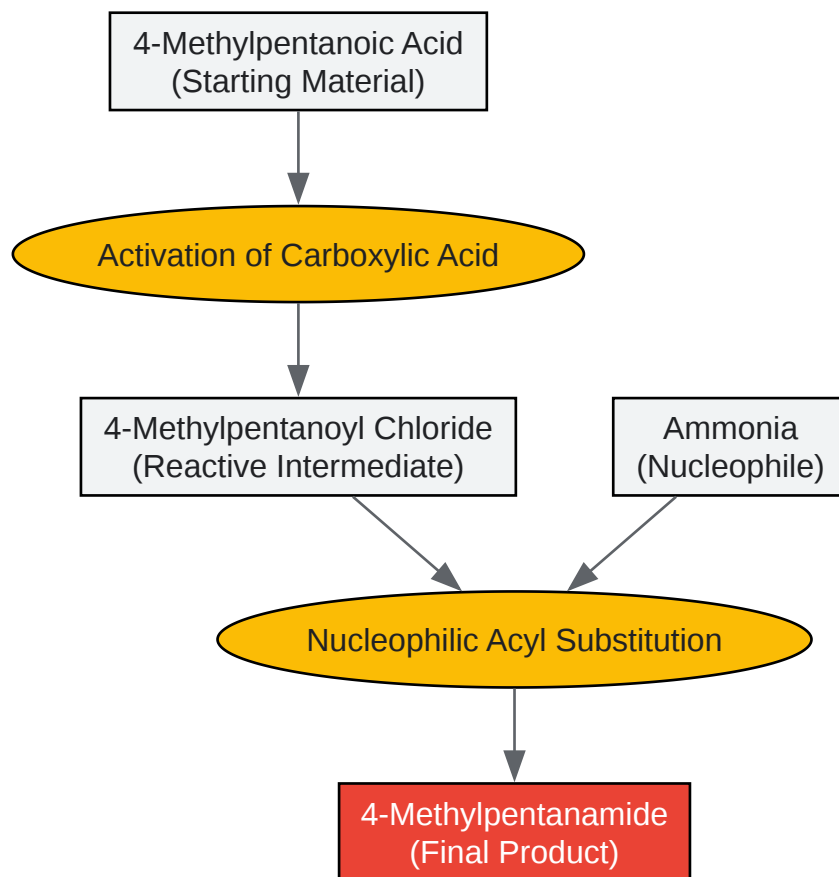 4-Methylpentanoic Acid
(Starting Material)
Activation of Carboxylic Acid
4-Methylpentanoyl Chloride
(Reactive Intermediate)
Ammonia
(Nucleophile)
Nucleophilic Acyl Substitution
4-Methylpentanamide
(Final Product)